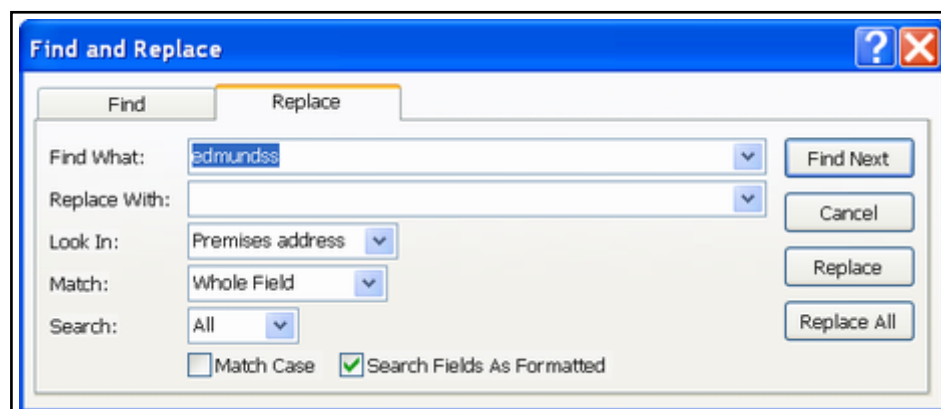 Find and Replace
Find Replace
Find What: edmundss Find Next
Replace With: Cancel
Look In: Premises address
Match: Whole Field Replace
Search: All Replace All
Match Case Search Fields As Formatted